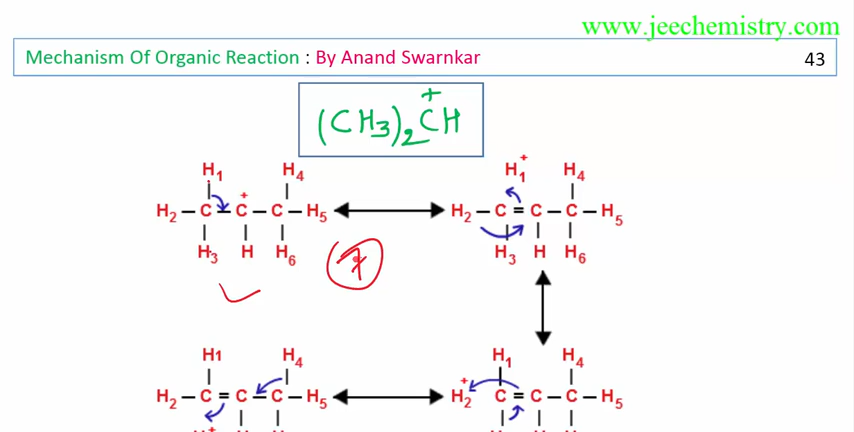 www.jeechemistry.com
Mechanism Of Organic Reaction : By Anand Swarnkar 43
(CH3)2C+H
H1 H4 H1+ H4
H2–C–C+–C–H5 H2–C=C–C–H5
H3 H H6 7 H3 H H6
H1 H4 H1 H4
H2–C=C–C–H5 H2+ C=C–C–H5